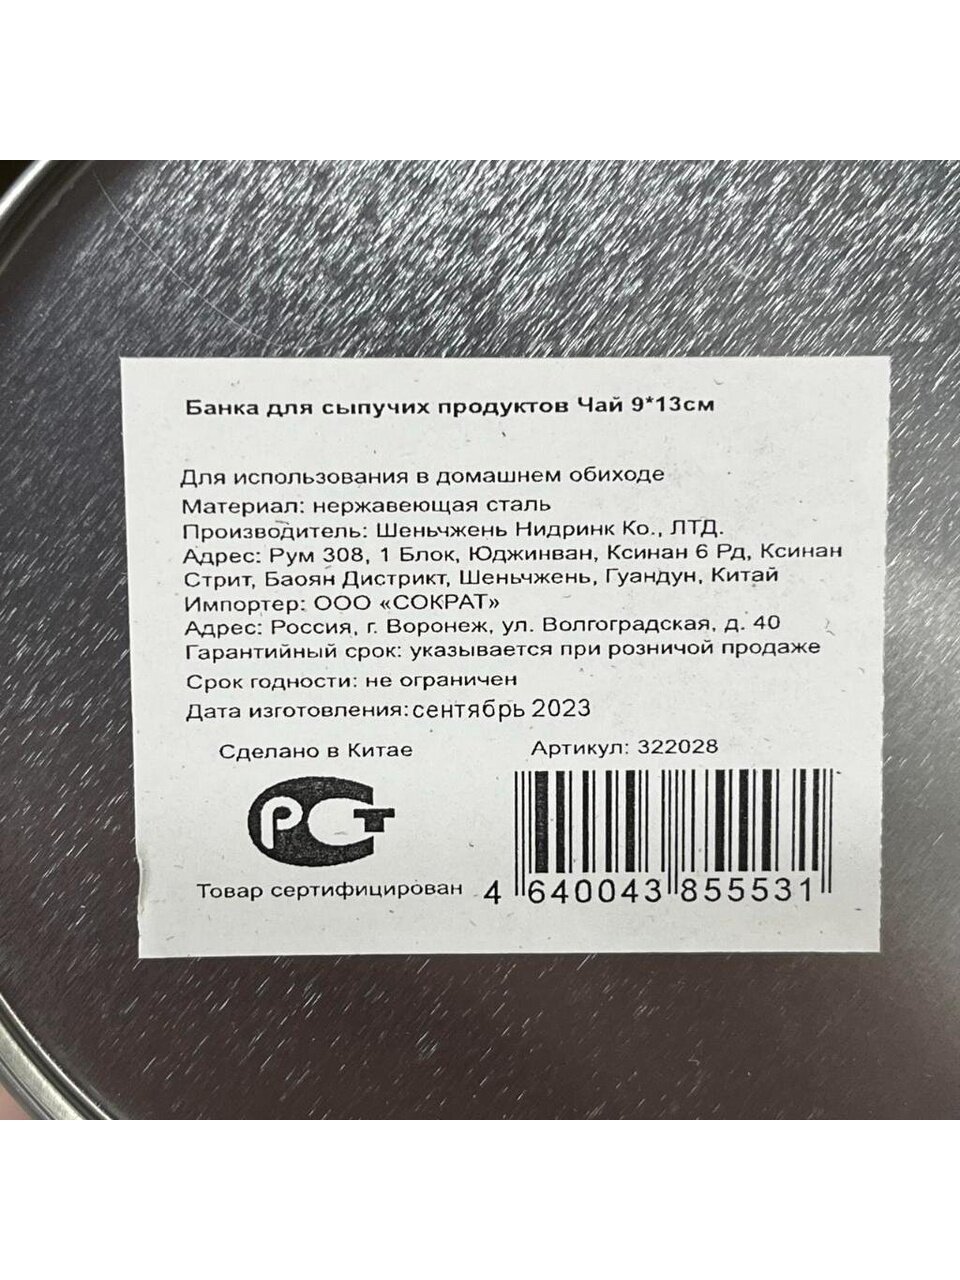 Банка для сыпучих продуктов Чай 9*13см
Для использования в домашнем обиходе
Материал: нержавеющая сталь
Производитель: Шеньчжень Нидринк Ко., ЛТД.
Адрес: Рум 308, 1 Блок, Юджинван, Ксинан 6 Рд, Ксинан
Стрит, Баоян Дистрикт, Шеньчжень, Гуандун, Китай
Импортер: ООО «СОКРАТ»
Адрес: Россия, г. Воронеж, ул. Волгоградская, д. 40
Гарантийный срок: указывается при розничой продаже
Срок годности: не ограничен
Дата изготовления: сентябрь 2023
Сделано в Китае
Артикул: 322028
РСТ
Товар сертифицирован
4 640043 855531